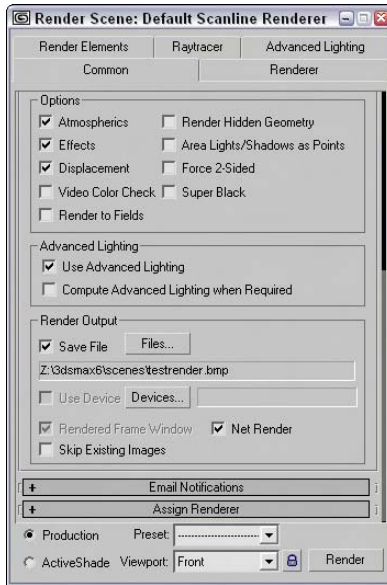 Render Scene: Default Scanline Renderer
Render Elements Raytracer Advanced Lighting
Common Renderer
Options
Atmospherics Render Hidden Geometry
Effects Area Lights/Shadows as Points
Displacement Force 2-Sided
Video Color Check Super Black
Render to Fields
Advanced Lighting
Use Advanced Lighting
Compute Advanced Lighting when Required
Render Output
Save File Files...
Z:\3dsmax6\scenes\testrender.bmp
Use Device Devices...
Rendered Frame Window Net Render
Skip Existing Images
+ Email Notifications
+ Assign Renderer
Production Preset: -------------------------
ActiveShade Viewport: Front Render